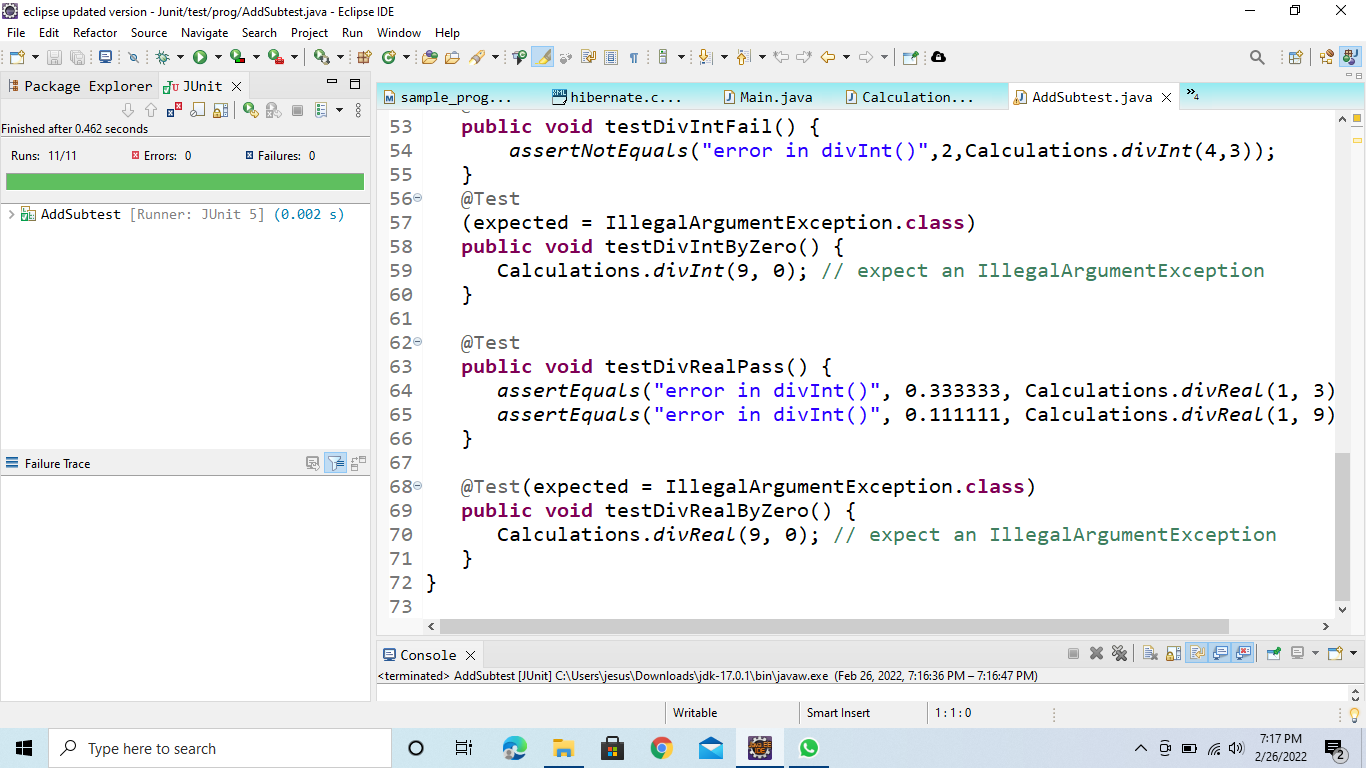 eclipse updated version - Junit/test/prog/AddSubtest.java - Eclipse IDE
File Edit Refactor Source Navigate Search Project Run Window Help
Package Explorer JUnit
Finished after 0.462 seconds
Runs: 11/11 Errors: 0 Failures: 0
AddSubtest [Runner: JUnit 5] (0.002 s)
Failure Trace
sample_prog... hibernate.c... Main.java Calculation... AddSubtest.java »4
53 public void testDivIntFail() {
54 assertNotEquals("error in divInt()",2,Calculations.divInt(4,3));
55 }
56 @Test
57 (expected = IllegalArgumentException.class)
58 public void testDivIntByZero() {
59 Calculations.divInt(9, 0); // expect an IllegalArgumentException
60 }
61
62 @Test
63 public void testDivRealPass() {
64 assertEquals("error in divInt()", 0.333333, Calculations.divReal(1, 3)
65 assertEquals("error in divInt()", 0.111111, Calculations.divReal(1, 9)
66 }
67
68 @Test(expected = IllegalArgumentException.class)
69 public void testDivRealByZero() {
70 Calculations.divReal(9, 0); // expect an IllegalArgumentException
71 }
72 }
73
Console
<terminated> AddSubtest [JUnit] C:\Users\jesus\Downloads\jdk-17.0.1\bin\javaw.exe (Feb 26, 2022, 7:16:36 PM – 7:16:47 PM)
Writable Smart Insert 1 : 1 : 0
Type here to search
7:17 PM
2/26/2022
2